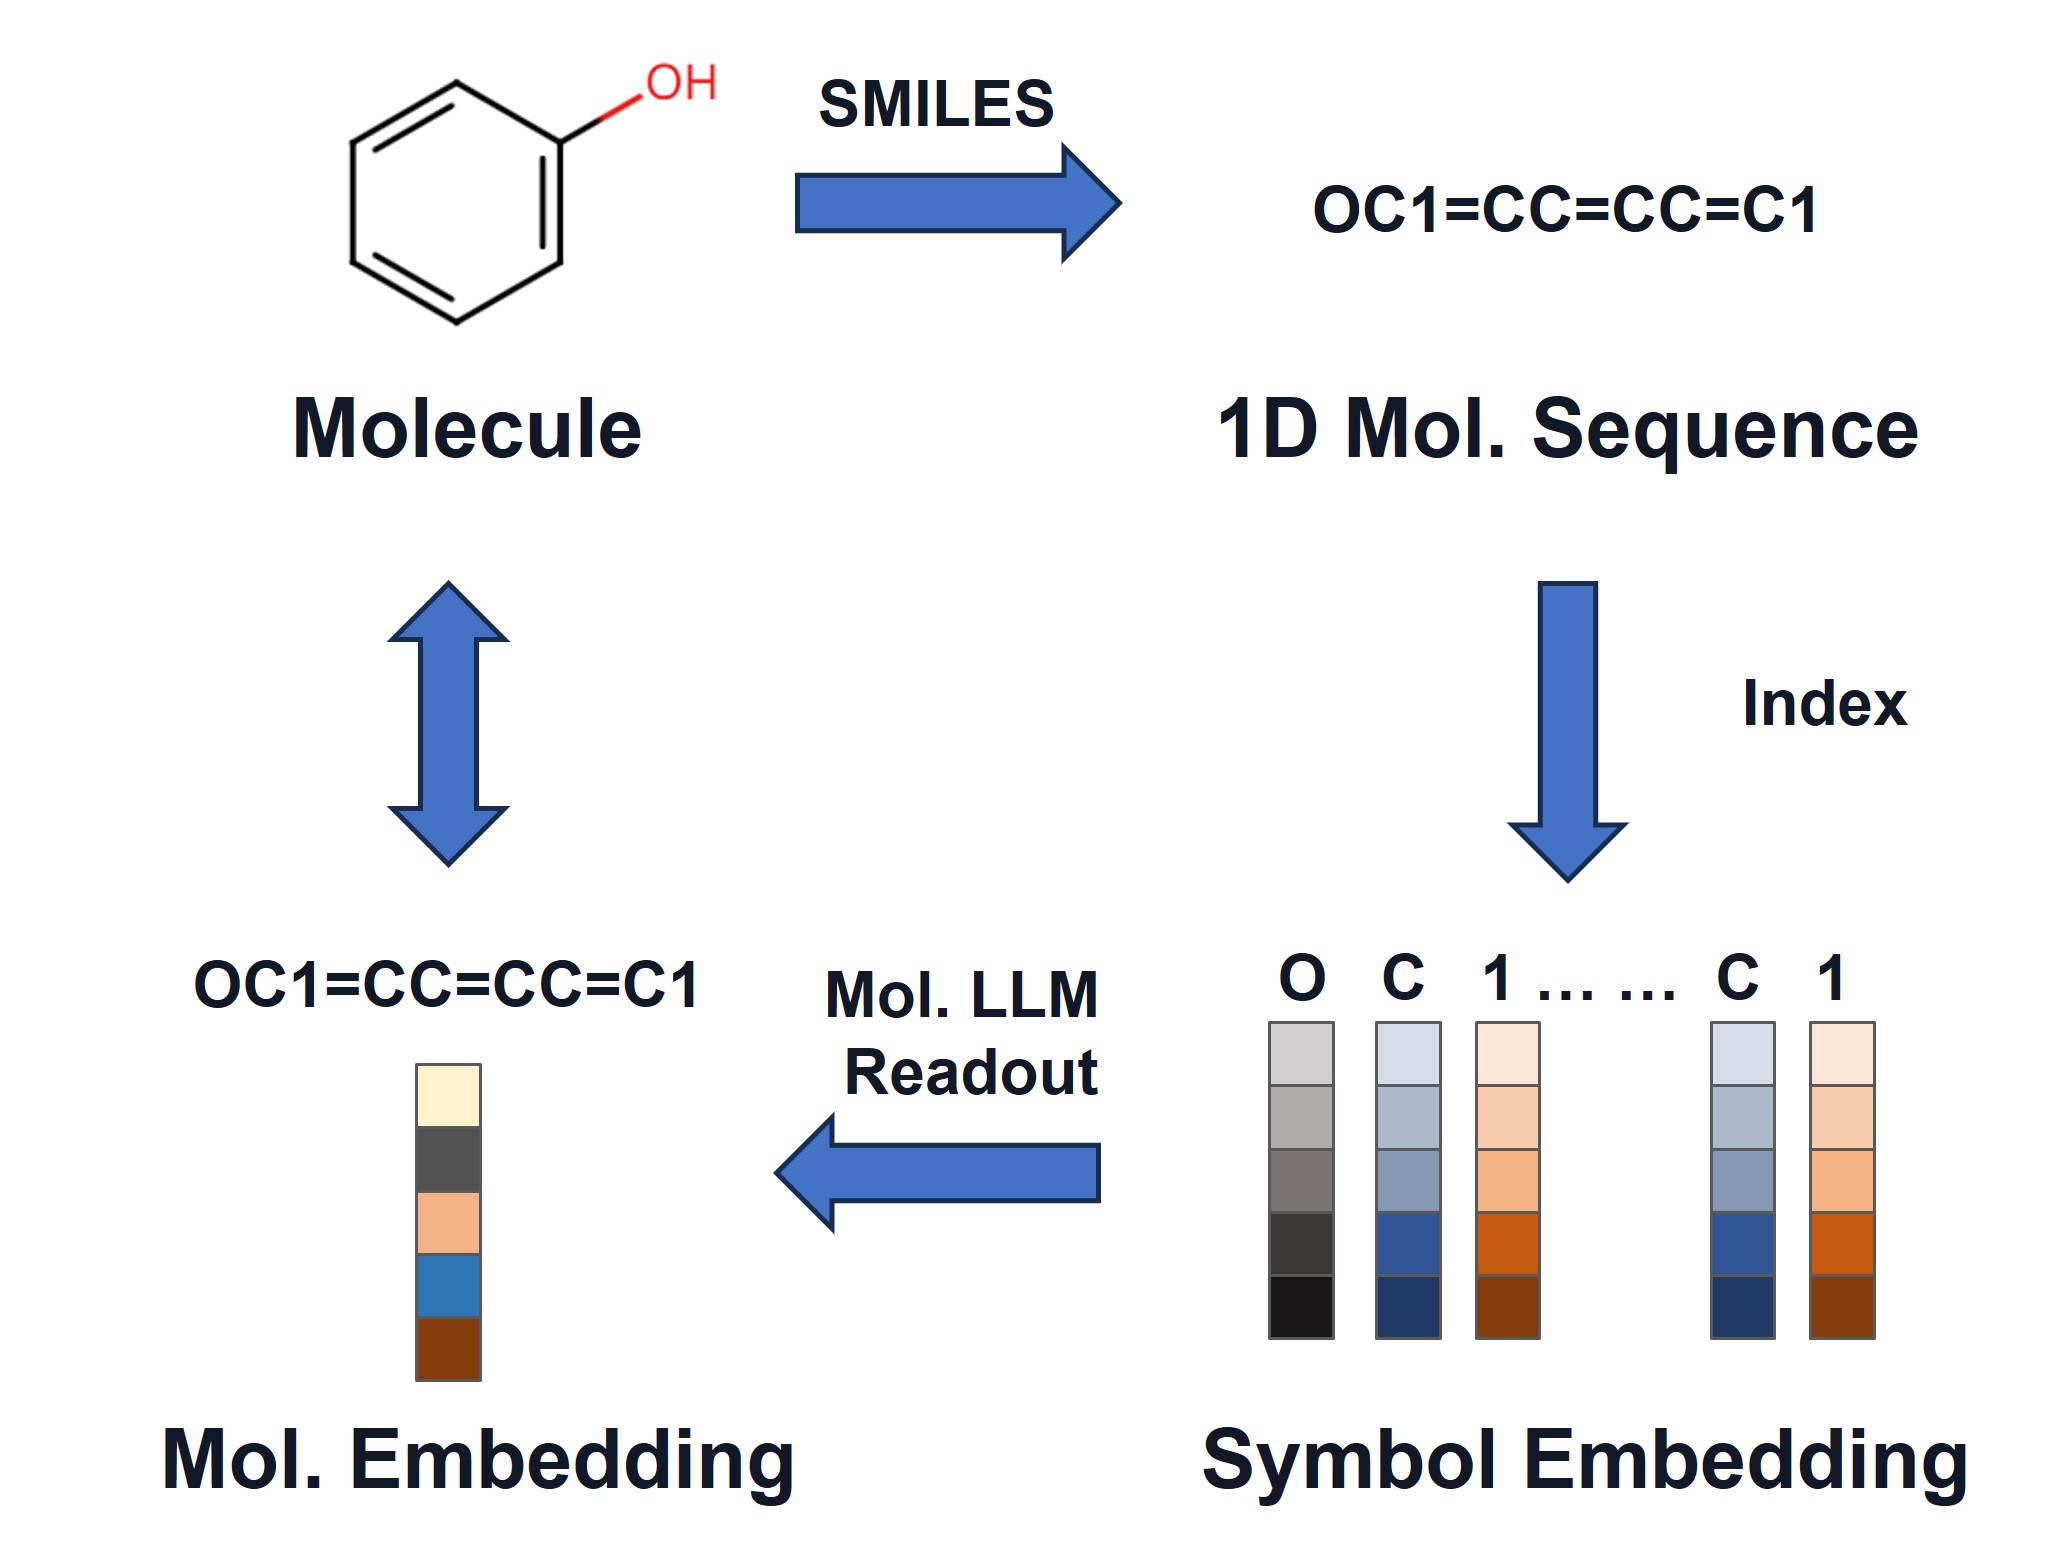 OH
SMILES
OC1=CC=CC=C1
Molecule
1D Mol. Sequence
Index
OC1=CC=CC=C1
Mol. LLM
Readout
O C 1 ... ... C 1
Mol. Embedding
Symbol Embedding